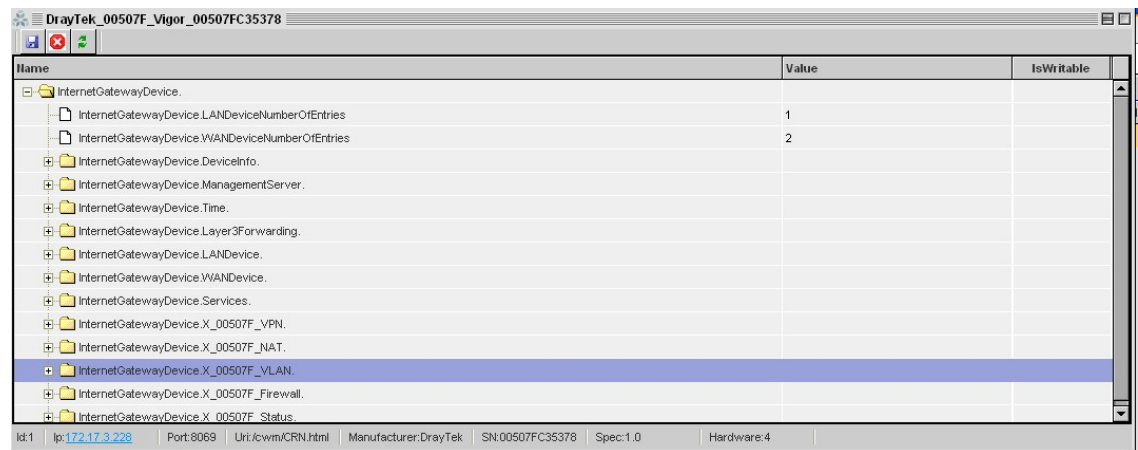 DrayTek_00507F_Vigor_00507FC35378
Name Value IsWritable
InternetGatewayDevice.
InternetGatewayDevice.LANDeviceNumberOfEntries 1
InternetGatewayDevice.WANDeviceNumberOfEntries 2
InternetGatewayDevice.DeviceInfo.
InternetGatewayDevice.ManagementServer.
InternetGatewayDevice.Time.
InternetGatewayDevice.Layer3Forwarding.
InternetGatewayDevice.LANDevice.
InternetGatewayDevice.WANDevice.
InternetGatewayDevice.Services.
InternetGatewayDevice.X_00507F_VPN.
InternetGatewayDevice.X_00507F_NAT.
InternetGatewayDevice.X_00507F_VLAN.
InternetGatewayDevice.X_00507F_Firewall.
InternetGatewayDevice.X_00507F_Status.
Id:1 Ip:172.17.3.228 Port:8069 Uri:/cwm/CRN.html Manufacturer:DrayTek SN:00507FC35378 Spec:1.0 Hardware:4